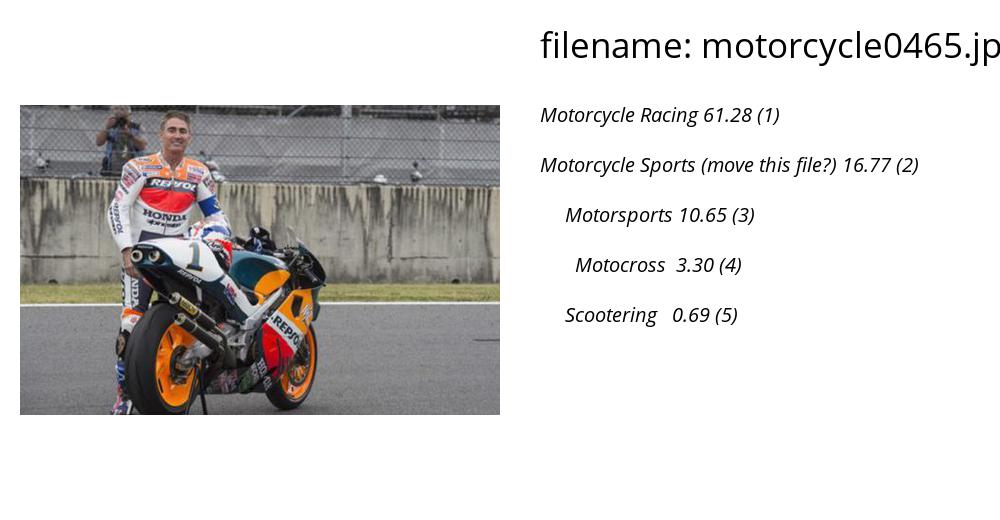 filename: motorcycle0465.jp
Motorcycle Racing 61.28 (1)
Motorcycle Sports (move this file?) 16.77 (2)
Motorsports 10.65 (3)
Motocross 3.30 (4)
Scootering 0.69 (5)
REPSOL
HONDA
1
REPSOL
REPSOL